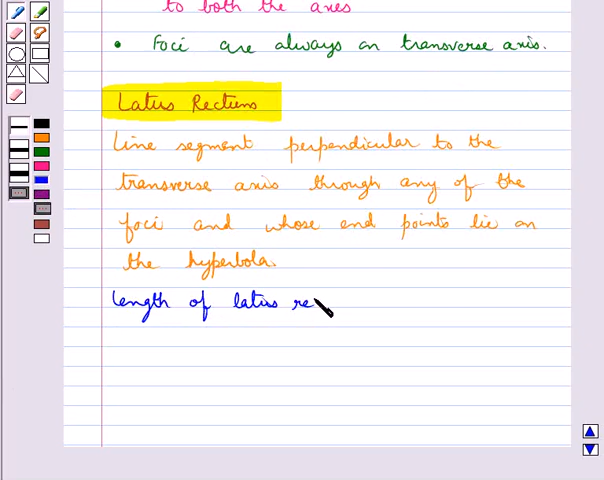 to both the axes
• Foci are always on transverse axis.
Latus Rectum
Line segment perpendicular to the
transverse axis through any of the
foci and whose end points lie on
the hyperbola.
Length of latus re